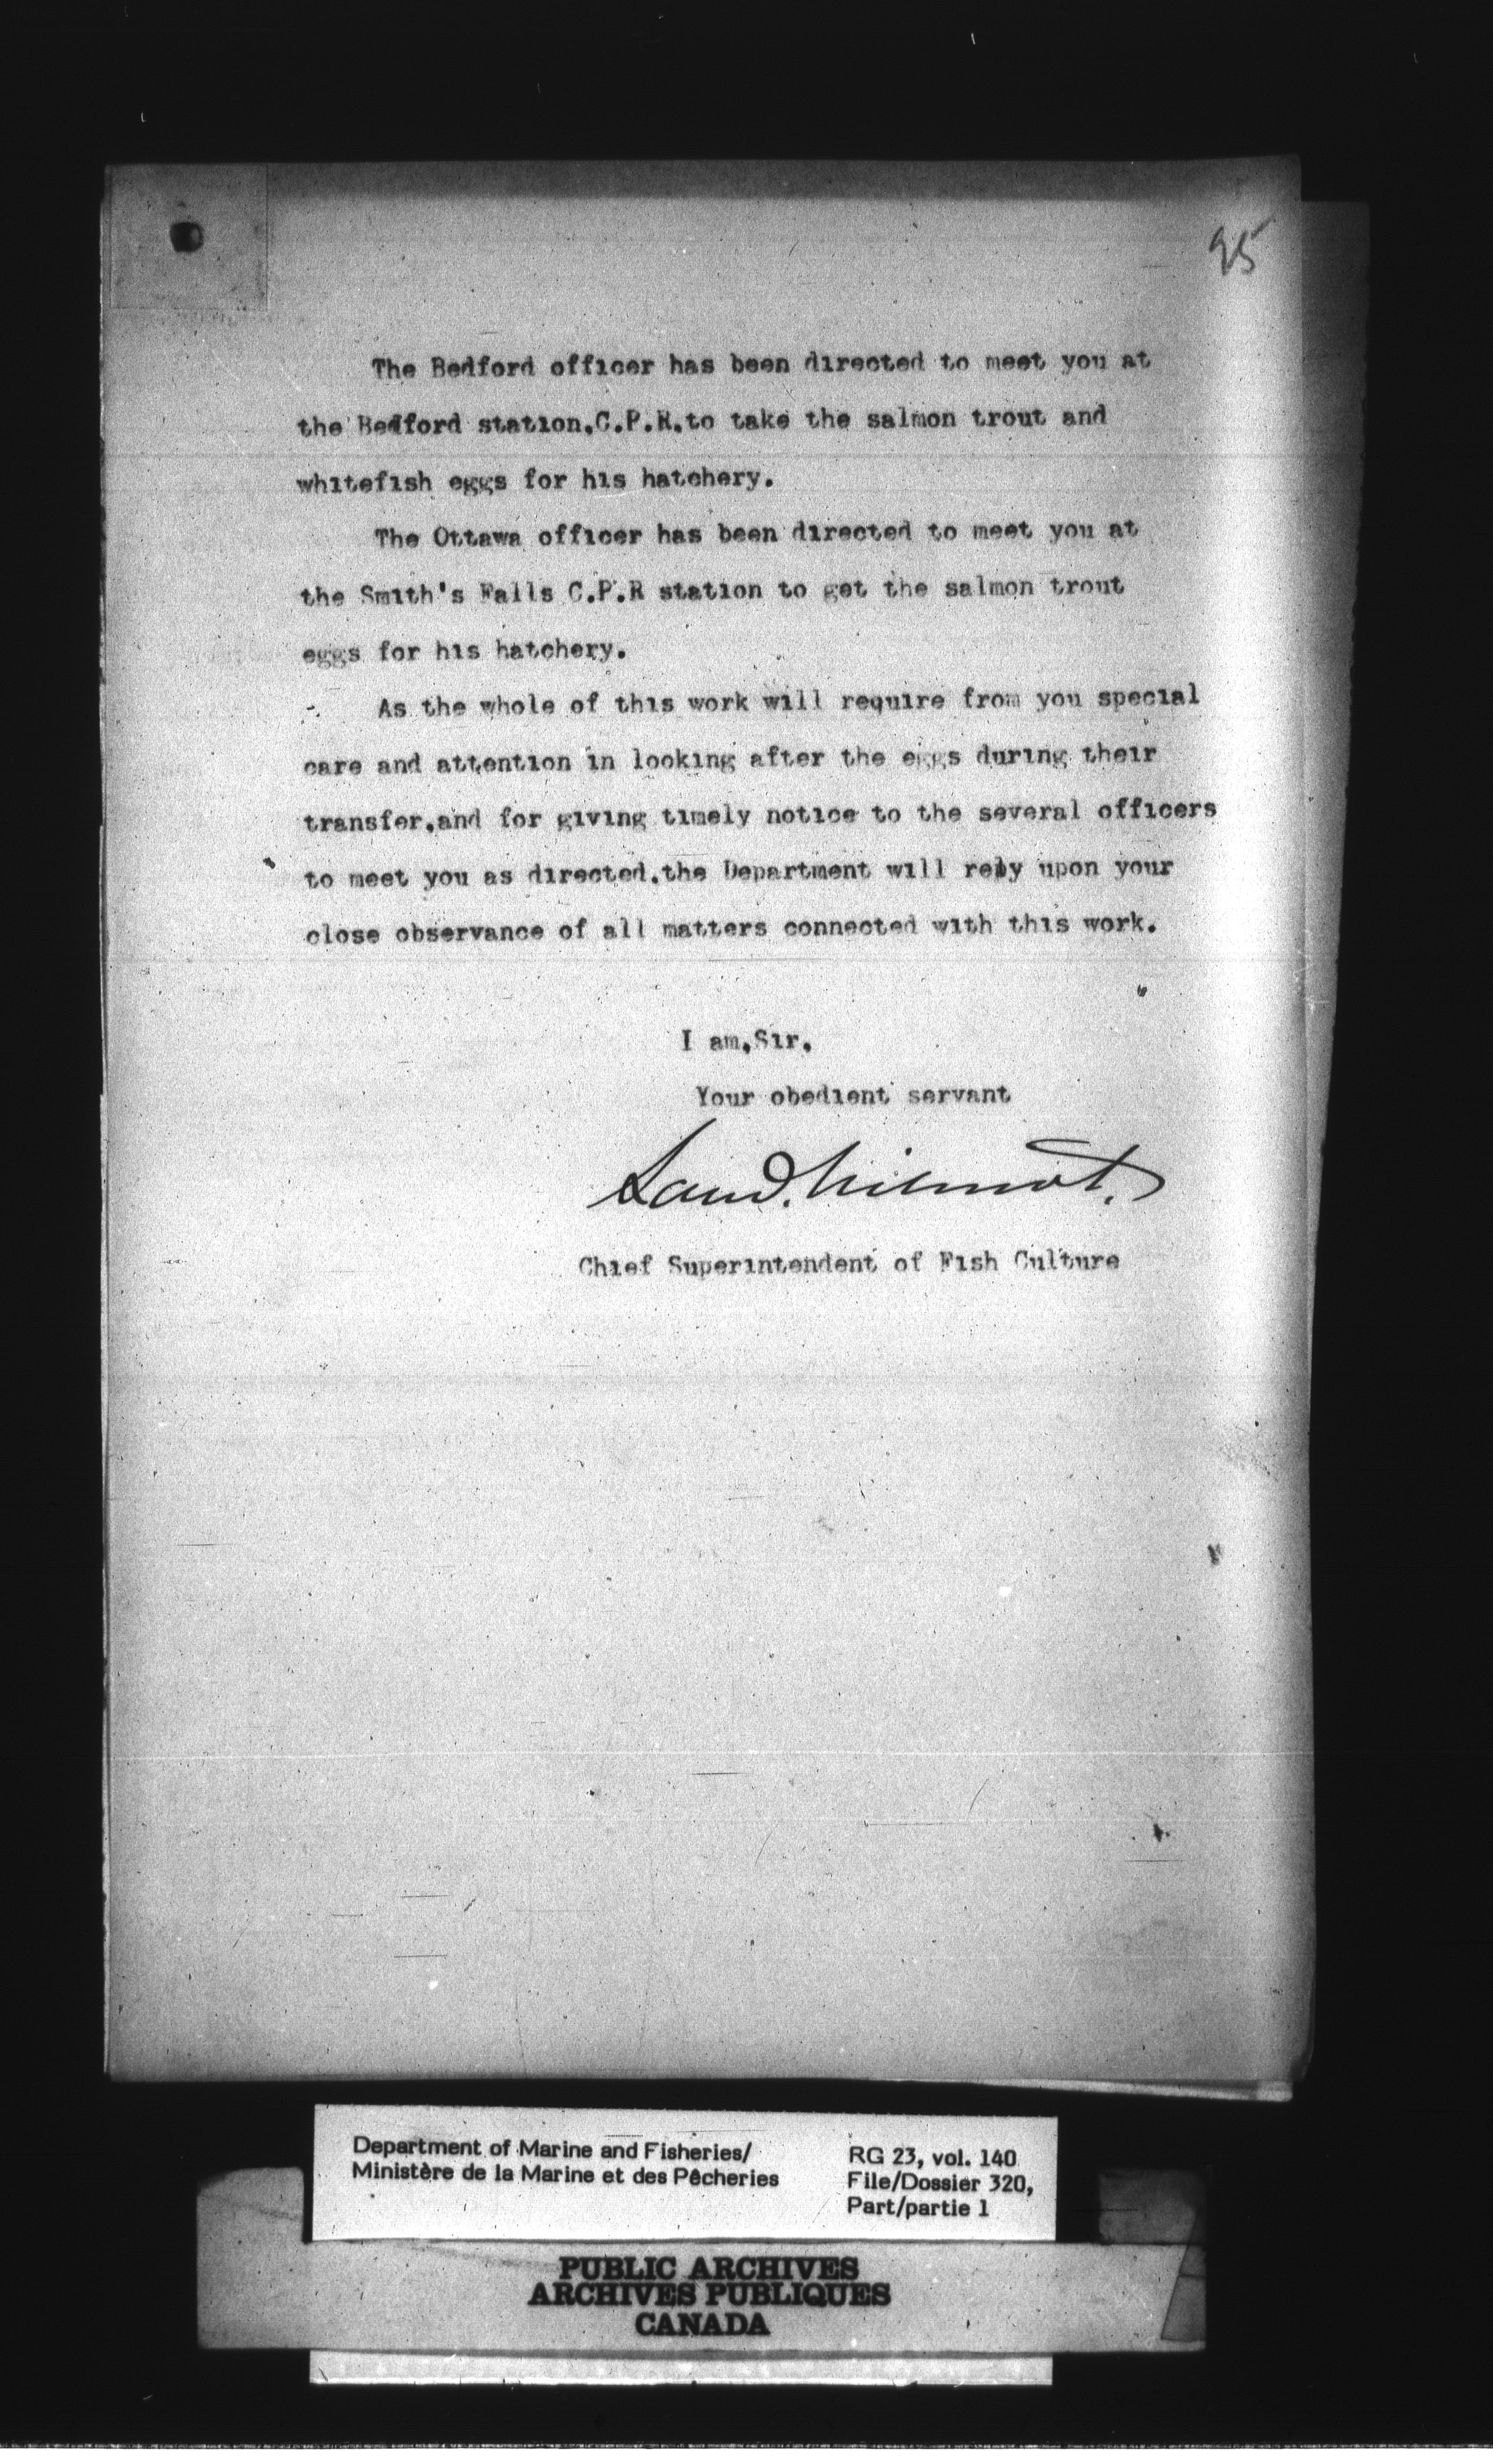 95
The Bedford officer has been directed to meet you at
the Bedford station,C.P.R.to take the salmon trout and
whitefish eggs for his hatchery.
The Ottawa officer has been directed to meet you at
the Smith's Falls C.P.R station to get the salmon trout
eggs for his hatchery.
As the whole of this work will require from you special
care and attention in looking after the eggs during their
transfer,and for giving timely notice to the several officers
to meet you as directed,the Department will rely upon your
close observance of all matters connected with this work.
I am,Sir,
Your obedient servant
Saml. Wilmot.
Chief Superintendent of Fish Culture
Department of Marine and Fisheries/
Ministère de la Marine et des Pêcheries
RG 23, vol. 140
File/Dossier 320,
Part/partie 1
PUBLIC ARCHIVES
ARCHIVES PUBLIQUES
CANADA